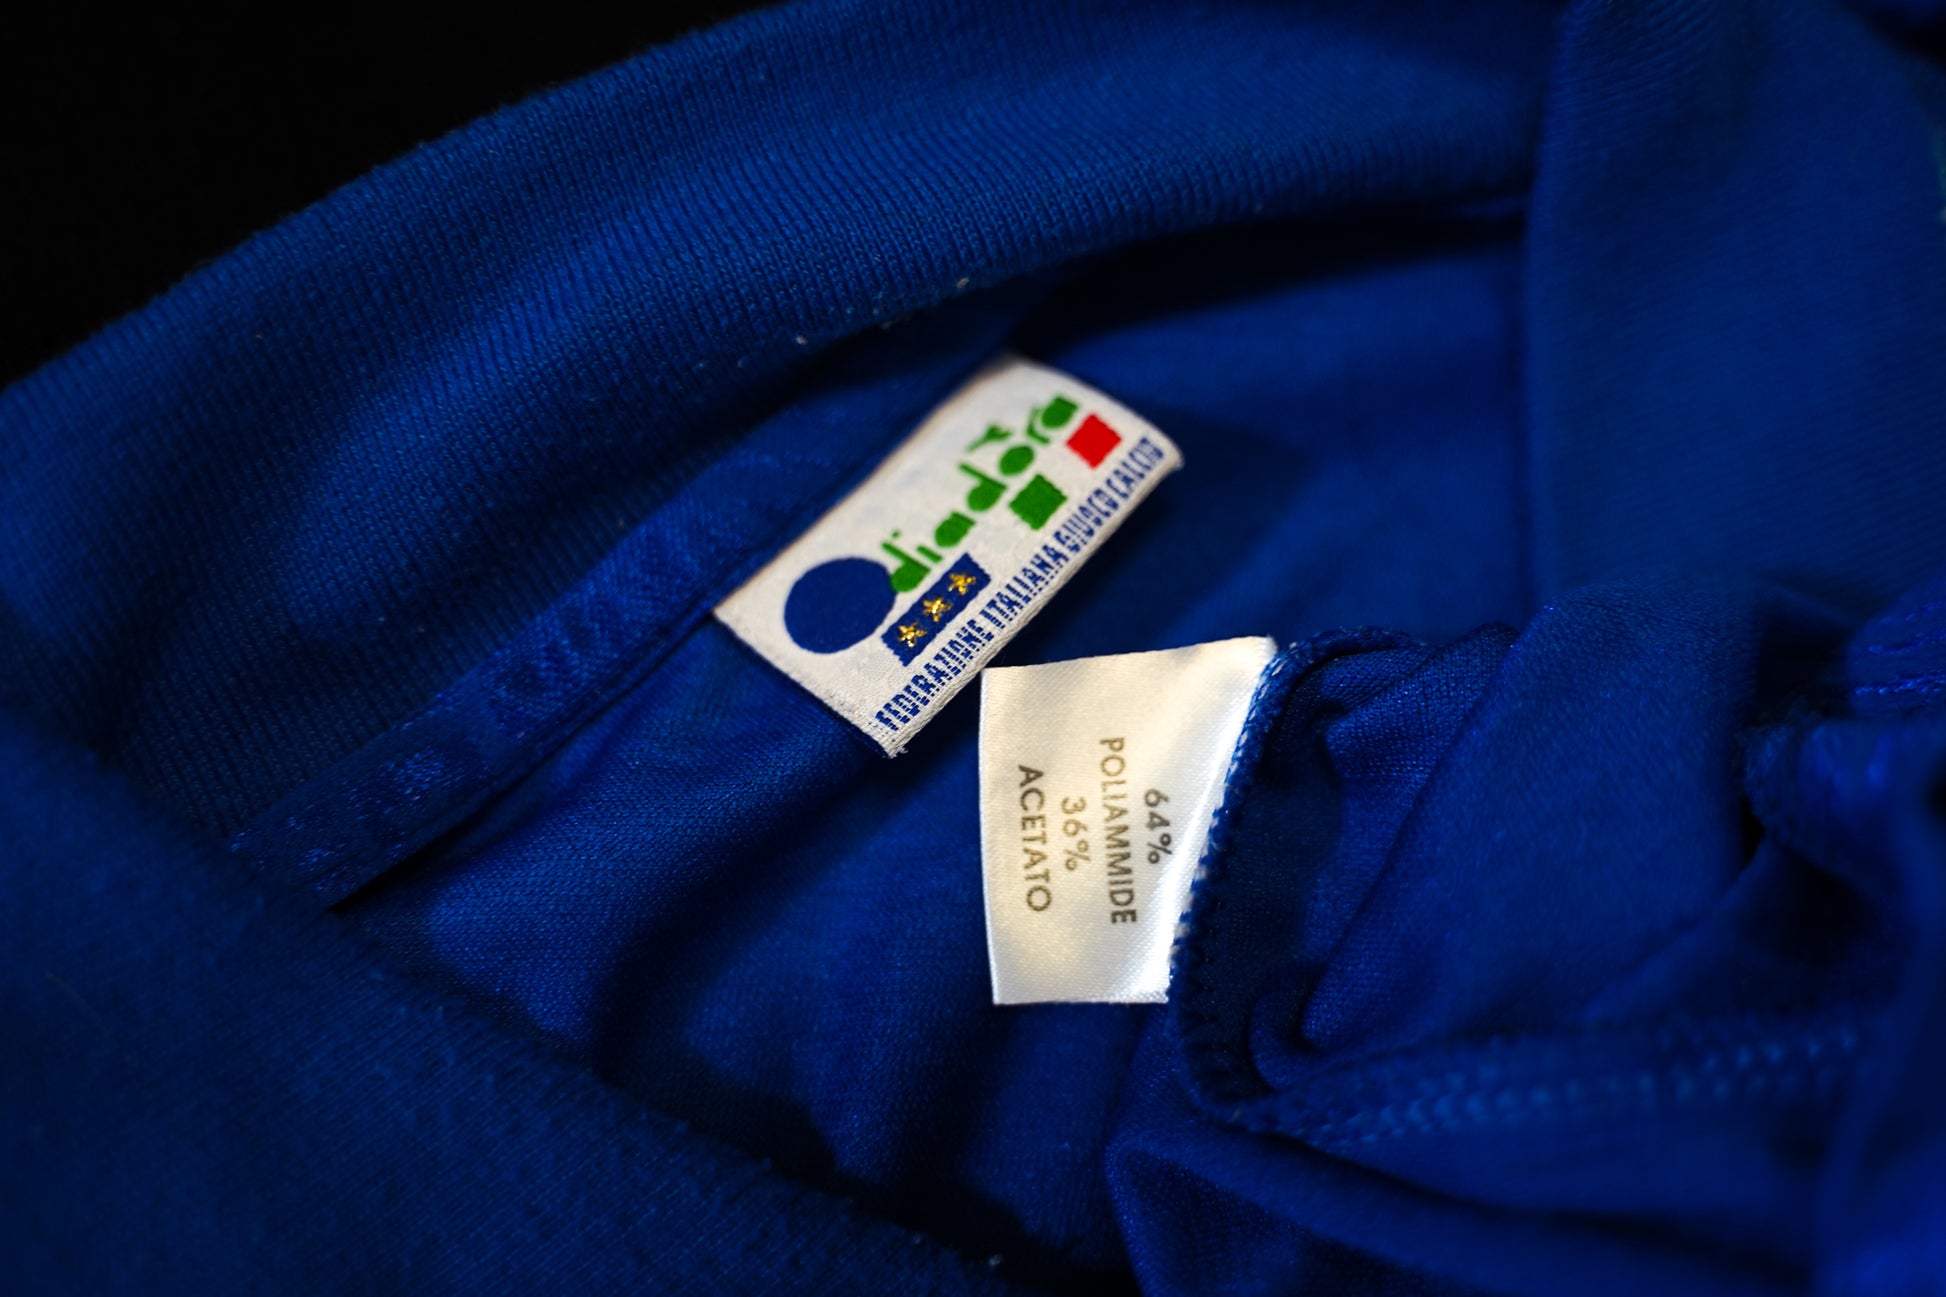 diadora
FEDERAZIONE ITALIANA GIUOCO CALCIO
64%
POLIAMMIDE
36%
ACETATO